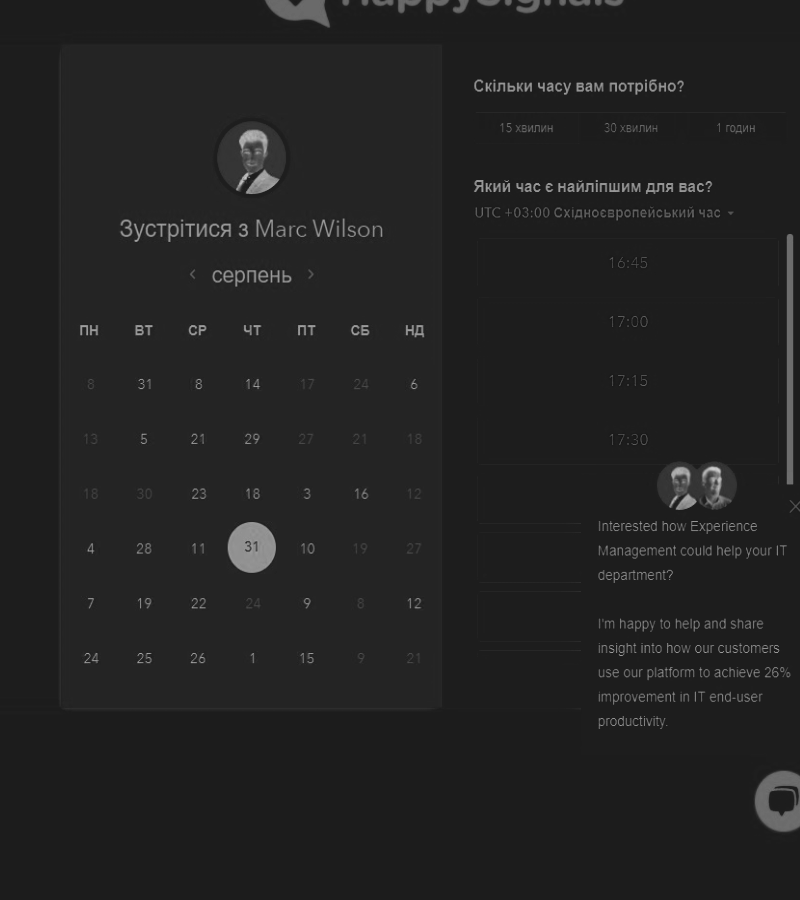 HappySignals
Зустрітися з Marc Wilson
серпень
ПН ВТ СР ЧТ ПТ СБ НД
8 31 8 14 17 24 6
13 5 21 29 27 21 18
18 30 23 18 3 16 12
4 28 11 31 10 19 27
7 19 22 24 9 8 12
24 25 26 1 15 9 21
Скільки часу вам потрібно?
15 хвилин 30 хвилин 1 годин
Який час є найліпшим для вас?
UTC +03:00 Східноєвропейський час
16:45
17:00
17:15
17:30
Interested how Experience
Management could help your IT
department?
I'm happy to help and share
insight into how our customers
use our platform to achieve 26%
improvement in IT end-user
productivity.